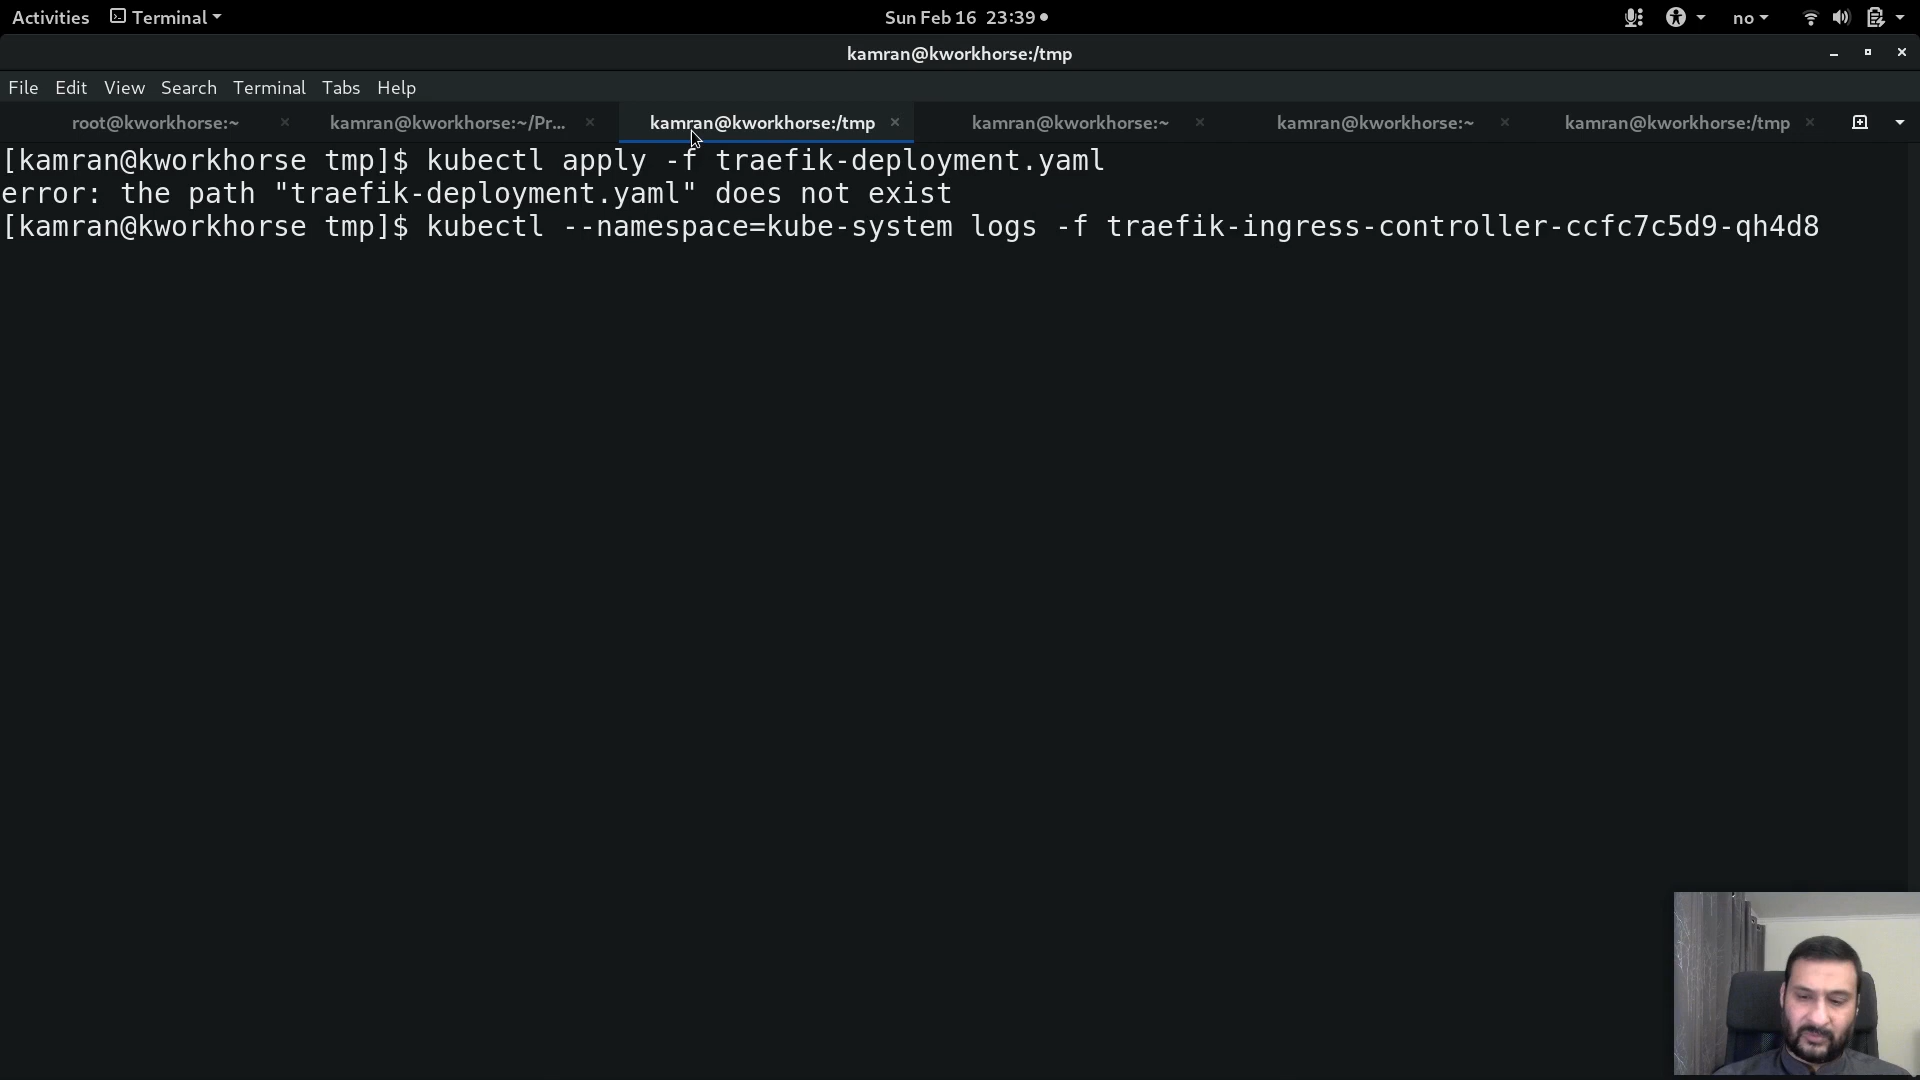 Activities Terminal Sun Feb 16 23:39 no
kamran@kworkhorse:/tmp
File Edit View Search Terminal Tabs Help
root@kworkhorse:~ kamran@kworkhorse:~/Pr... kamran@kworkhorse:/tmp kamran@kworkhorse:~ kamran@kworkhorse:~ kamran@kworkhorse:/tmp
[kamran@kworkhorse tmp]$ kubectl apply -f traefik-deployment.yaml
error: the path "traefik-deployment.yaml" does not exist
[kamran@kworkhorse tmp]$ kubectl --namespace=kube-system logs -f traefik-ingress-controller-ccfc7c5d9-qh4d8